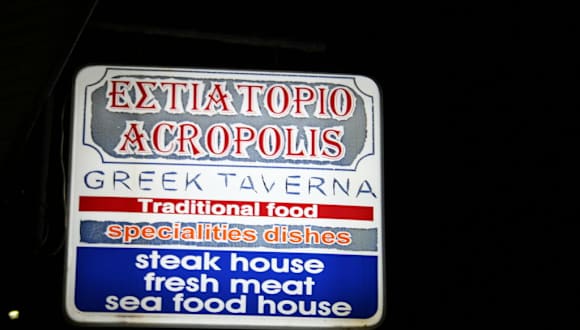 ΕΣΤΙΑΤΟΡΙΟ
ACROPOLIS
GREEK TAVERNA
Traditional food
specialities dishes
steak house
fresh meat
sea food house